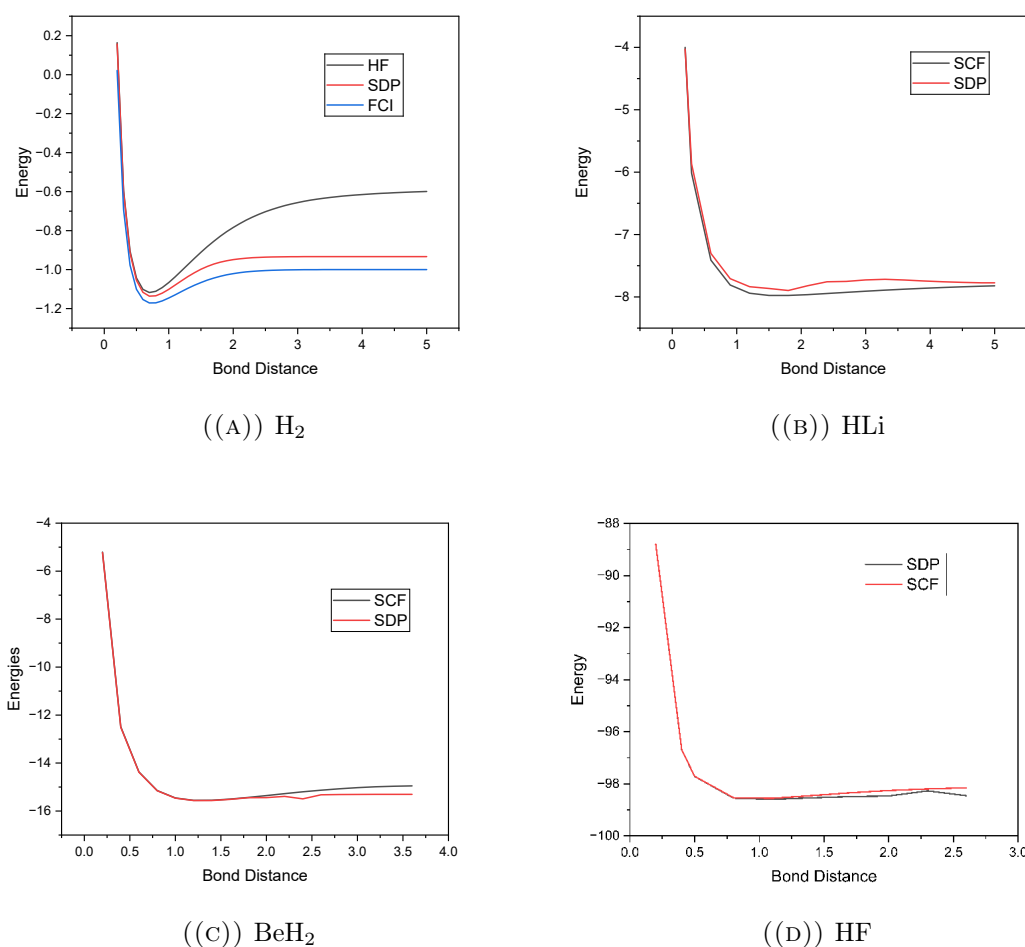 0.2
0.0
−0.4
−0.6
−0.8
−1.0
−1.2
Energy
0 1 2 3 4 5
Bond Distance
HF
SDP
FCI
((A)) H₂
−4
−5
−6
−7
−8
Energy
0 1 2 3 4 5
Bond Distance
SCF
SDP
((B)) HLi
−4
−6
−8
−10
−12
−14
−16
Energies
0.0 0.5 1.0 1.5 2.0 2.5 3.0 3.5 4.0
Bond Distance
SCF
SDP
((C)) BeH₂
−88
−90
−92
−94
−96
−98
−100
Energy
0.0 0.5 1.0 1.5 2.0 2.5 3.0
Bond Distance
SDP
SCF
((D)) HF